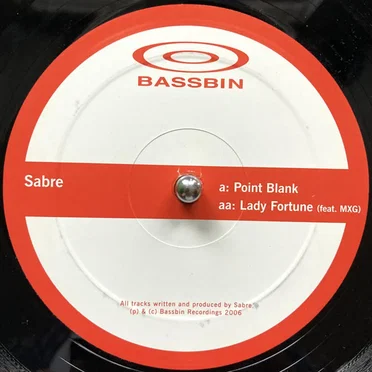 BASSBIN
Sabre
a: Point Blank
aa: Lady Fortune (feat. MXG)
All tracks written and produced by Sabre.
(p) & (c) Bassbin Recordings 2006